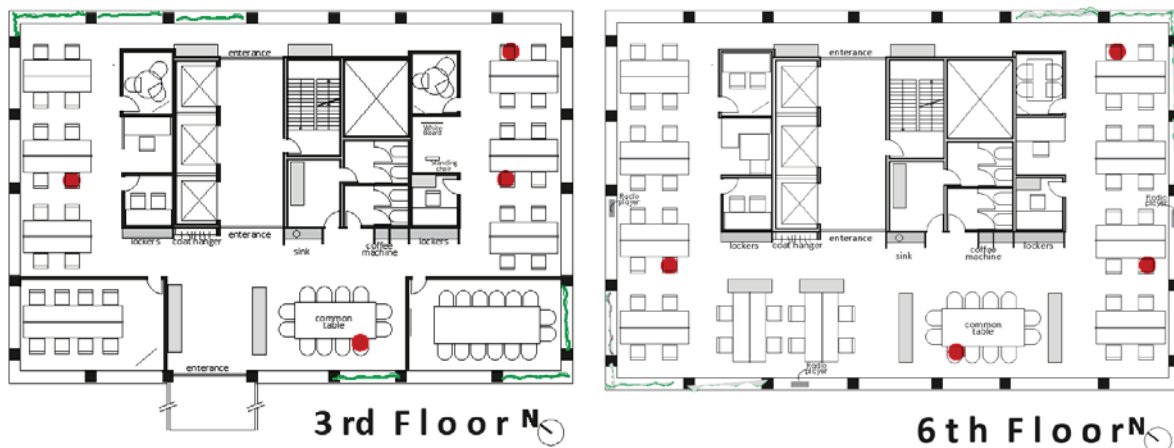 enterance
White
Board
Standing
chair
enterance
lockers
coat hanger
sink
coffee
machine
lockers
common
table
enterance
3rd Floor
N
enterance
Radio
player
Radio
player
lockers
coat hanger
enterance
sink
coffee
machine
lockers
common
table
Radio
player
6th Floor
N